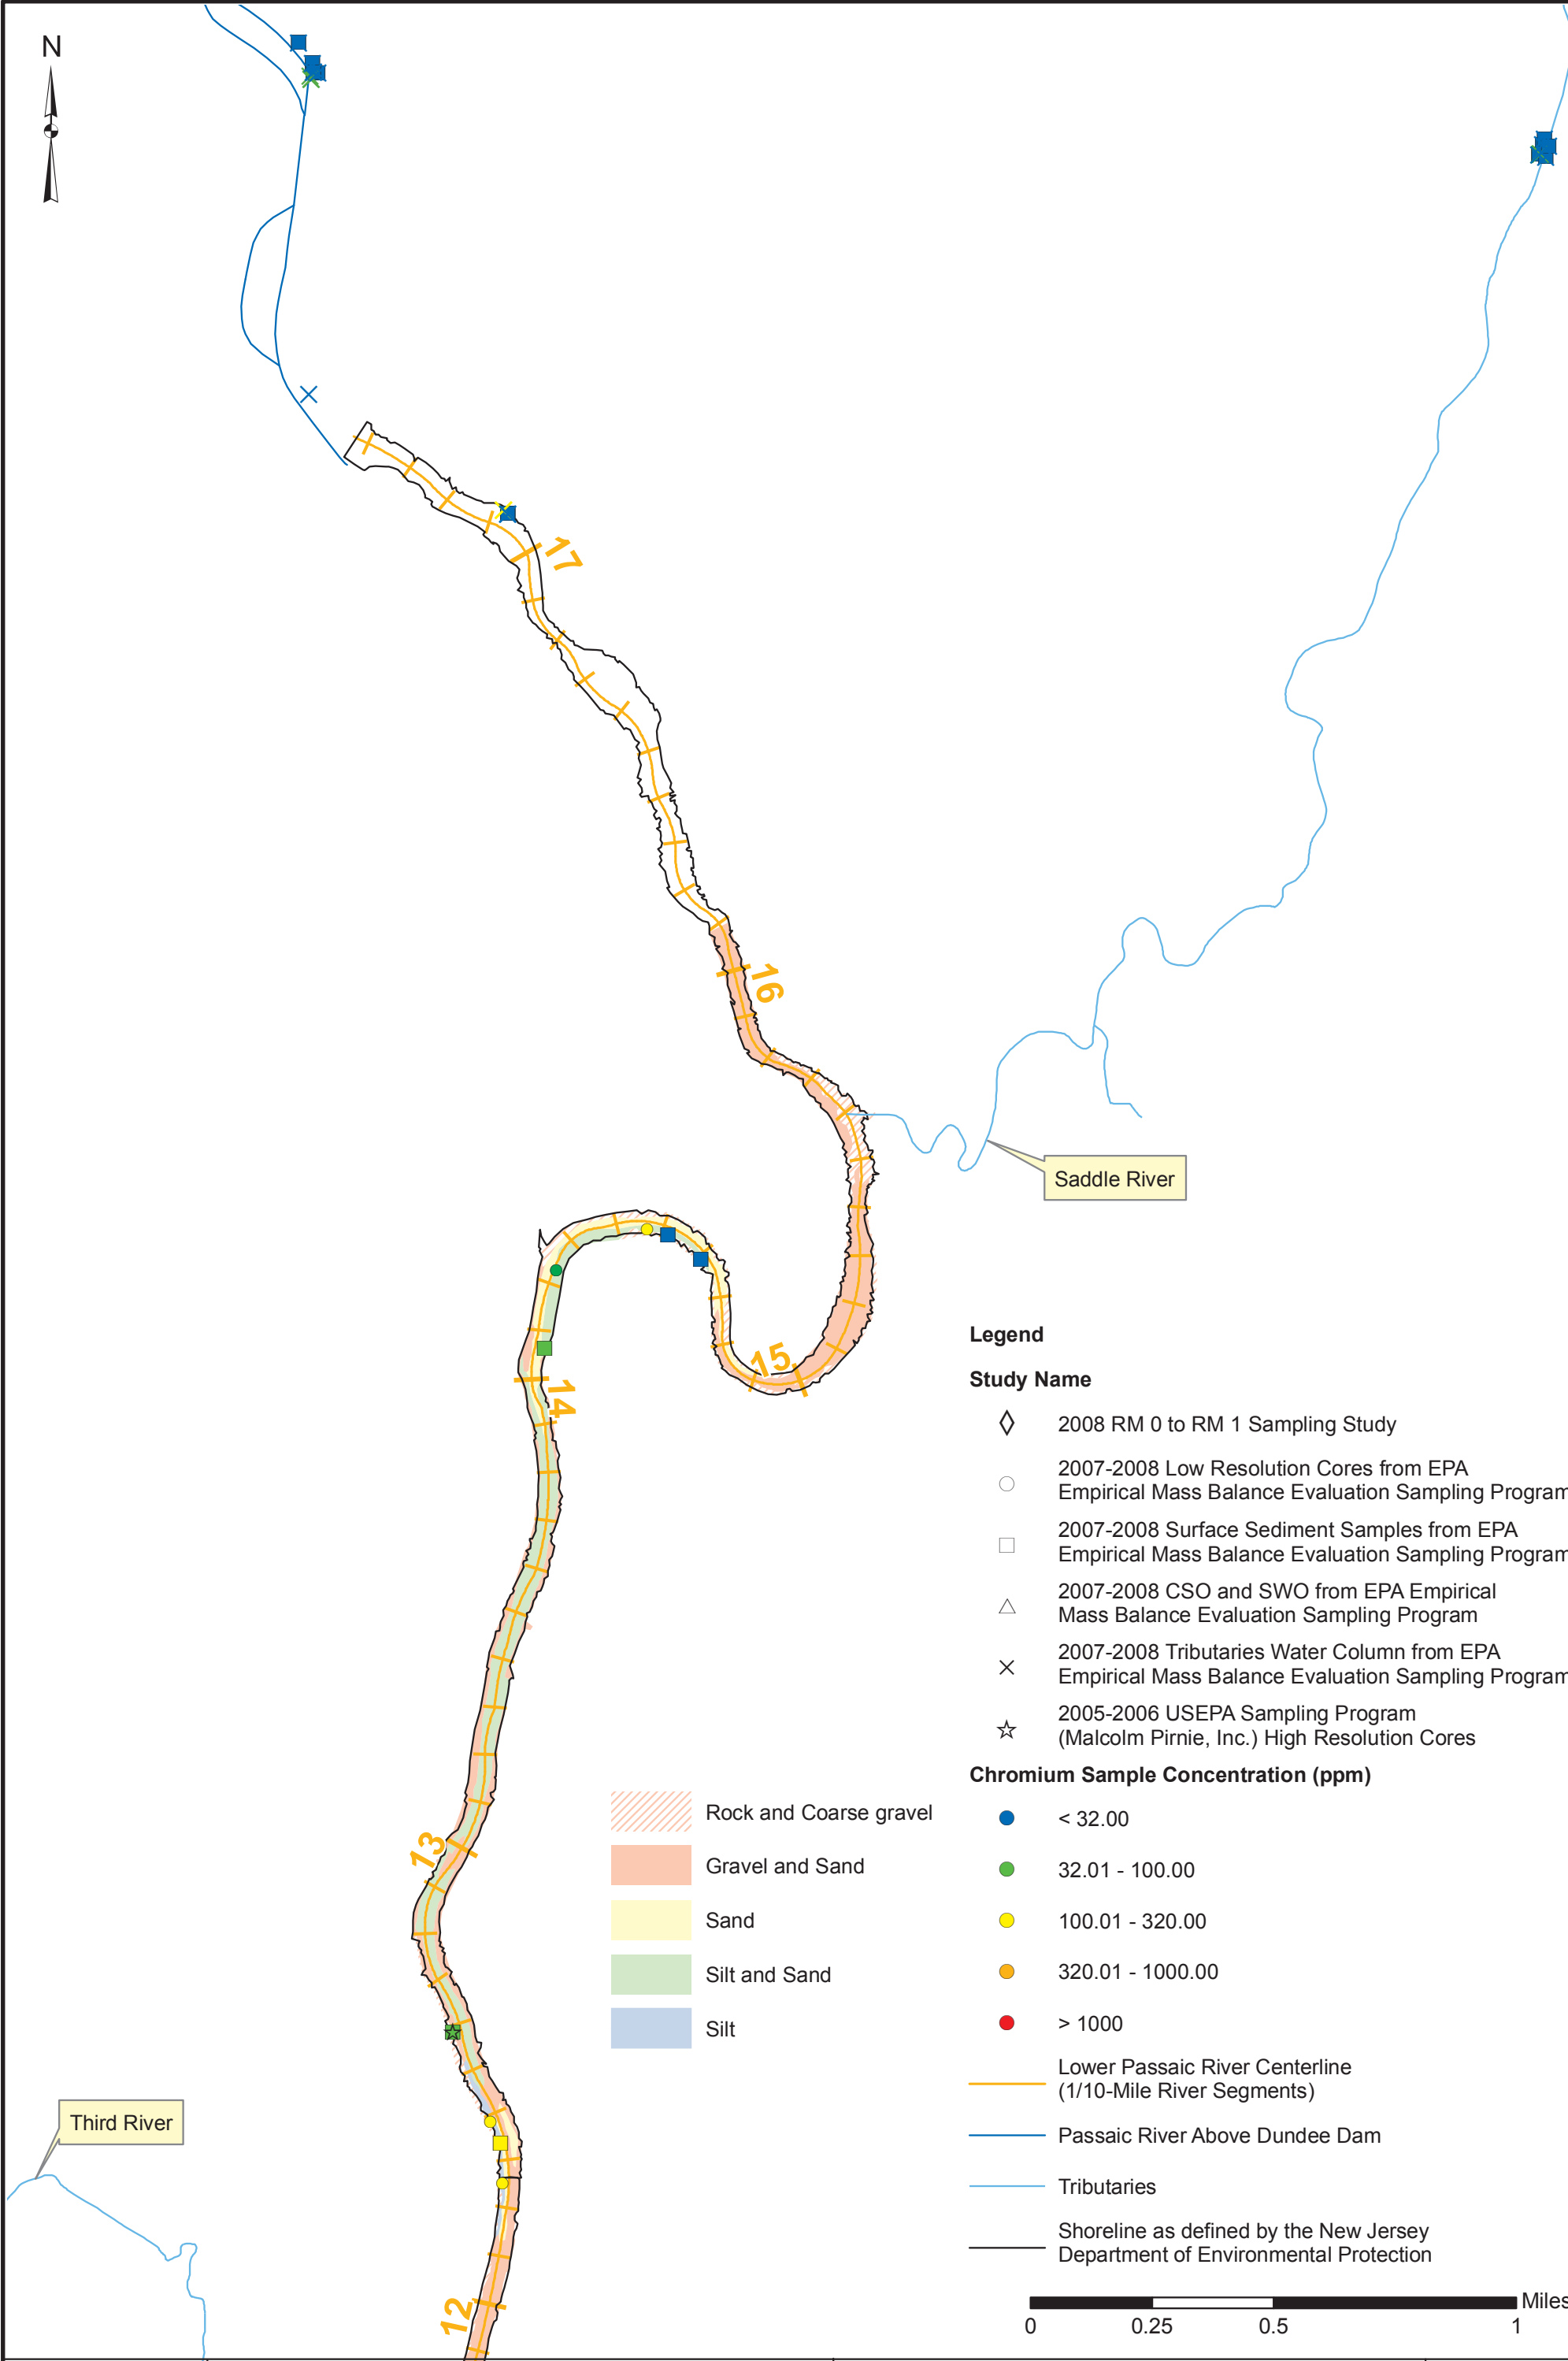 N
17
16
Saddle River
15
14
13
12
Third River
Rock and Coarse gravel
Gravel and Sand
Sand
Silt and Sand
Silt
Legend
Study Name
2008 RM 0 to RM 1 Sampling Study
2007-2008 Low Resolution Cores from EPA
Empirical Mass Balance Evaluation Sampling Program
2007-2008 Surface Sediment Samples from EPA
Empirical Mass Balance Evaluation Sampling Program
2007-2008 CSO and SWO from EPA Empirical
Mass Balance Evaluation Sampling Program
2007-2008 Tributaries Water Column from EPA
Empirical Mass Balance Evaluation Sampling Program
2005-2006 USEPA Sampling Program
(Malcolm Pirnie, Inc.) High Resolution Cores
Chromium Sample Concentration (ppm)
< 32.00
32.01 - 100.00
100.01 - 320.00
320.01 - 1000.00
> 1000
Lower Passaic River Centerline
(1/10-Mile River Segments)
Passaic River Above Dundee Dam
Tributaries
Shoreline as defined by the New Jersey
Department of Environmental Protection
Miles
0 0.25 0.5 1